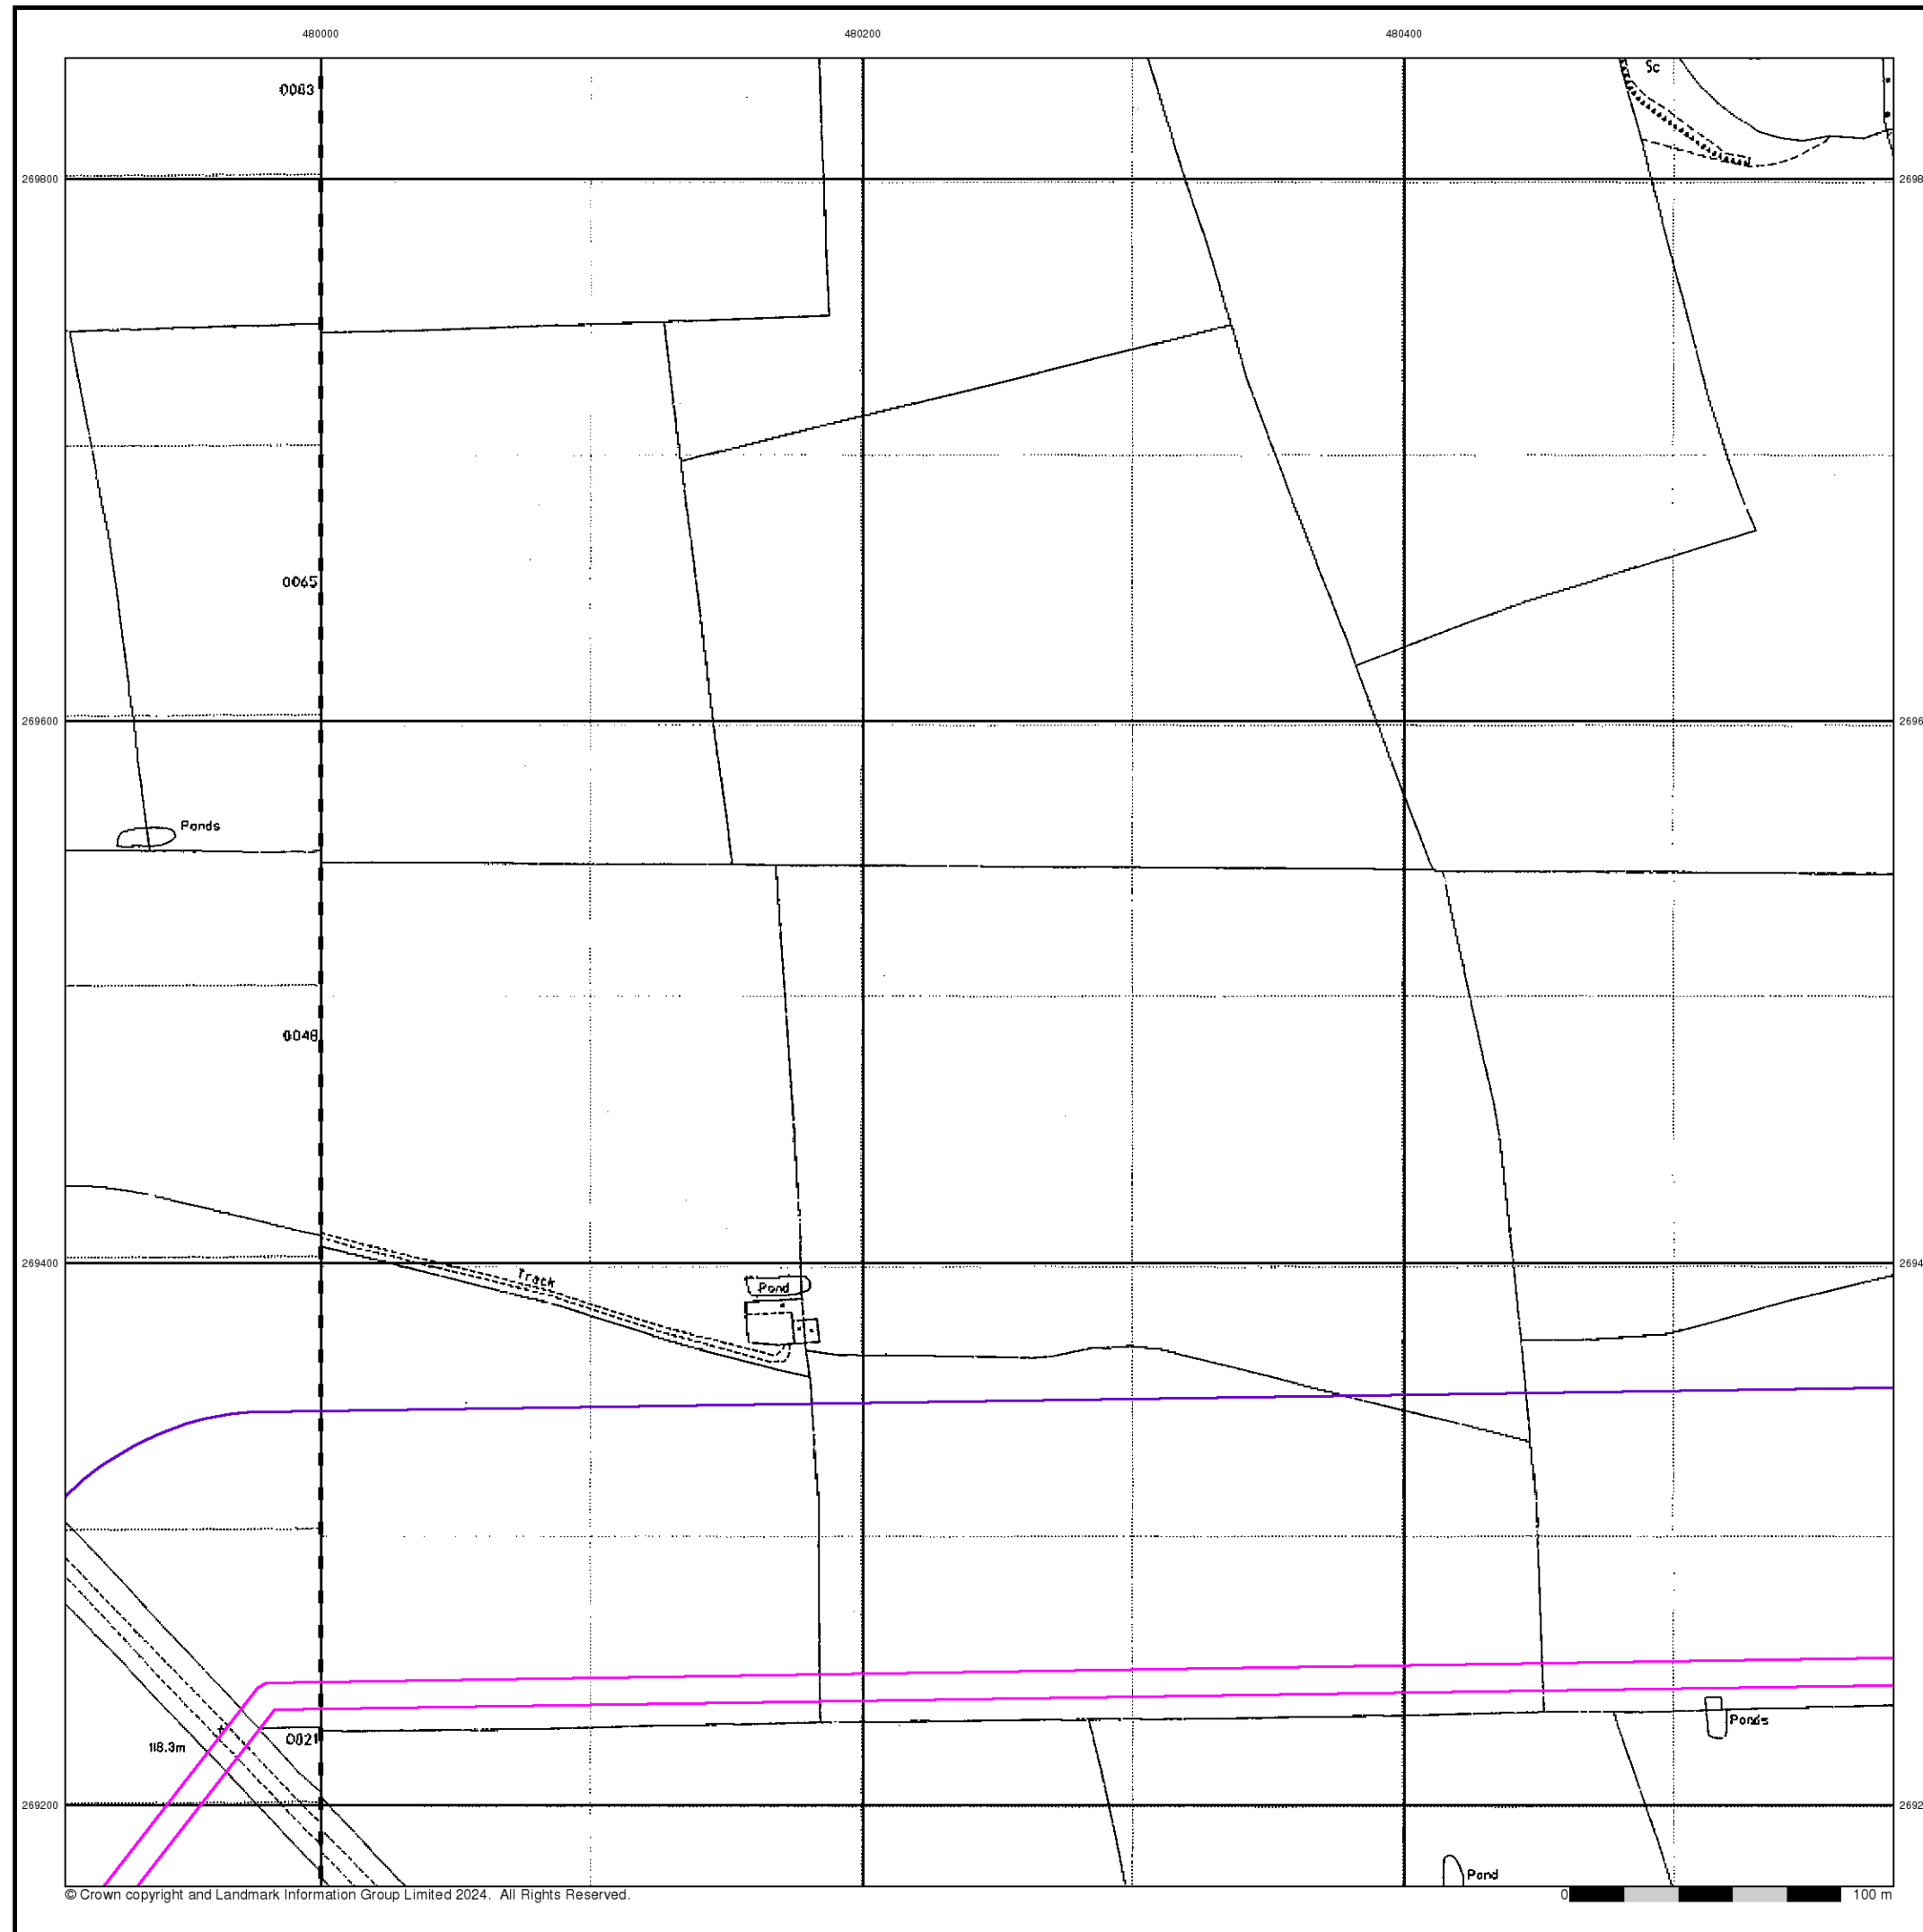 480000 480200 480400
Sc
0083
269800 2698
0065
269600 2696
Ponds
0048
269400 2694
Track
Pond
0821
118.3m
Ponds
269200 2692
Pond
© Crown copyright and Landmark Information Group Limited 2024. All Rights Reserved.
0 100 m